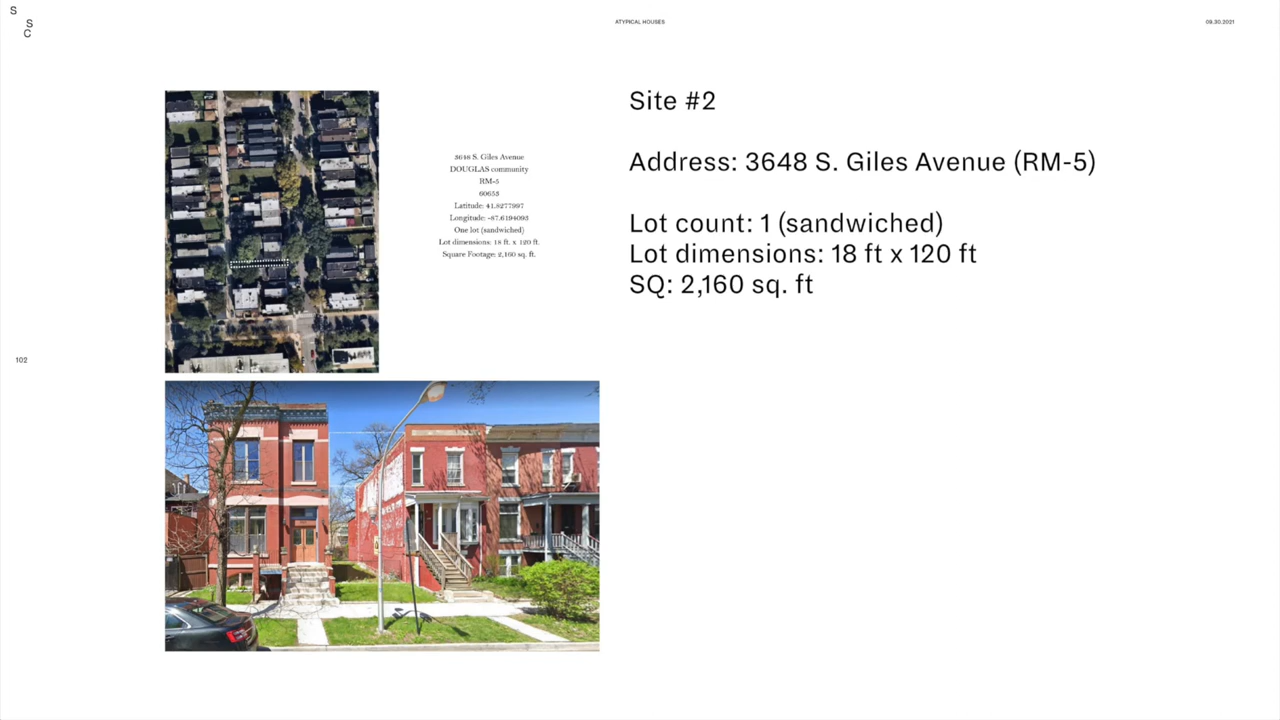 S
S
C
ATYPICAL HOUSES
09.30.2021
3648 S. Giles Avenue
DOUGLAS community
RM-5
60653
Latitude: 41.8277997
Longitude: -87.6194093
One lot (sandwiched)
Lot dimensions: 18 ft. x 120 ft.
Square Footage: 2,160 sq. ft.
Site #2
Address: 3648 S. Giles Avenue (RM-5)
Lot count: 1 (sandwiched)
Lot dimensions: 18 ft x 120 ft
SQ: 2,160 sq. ft
102